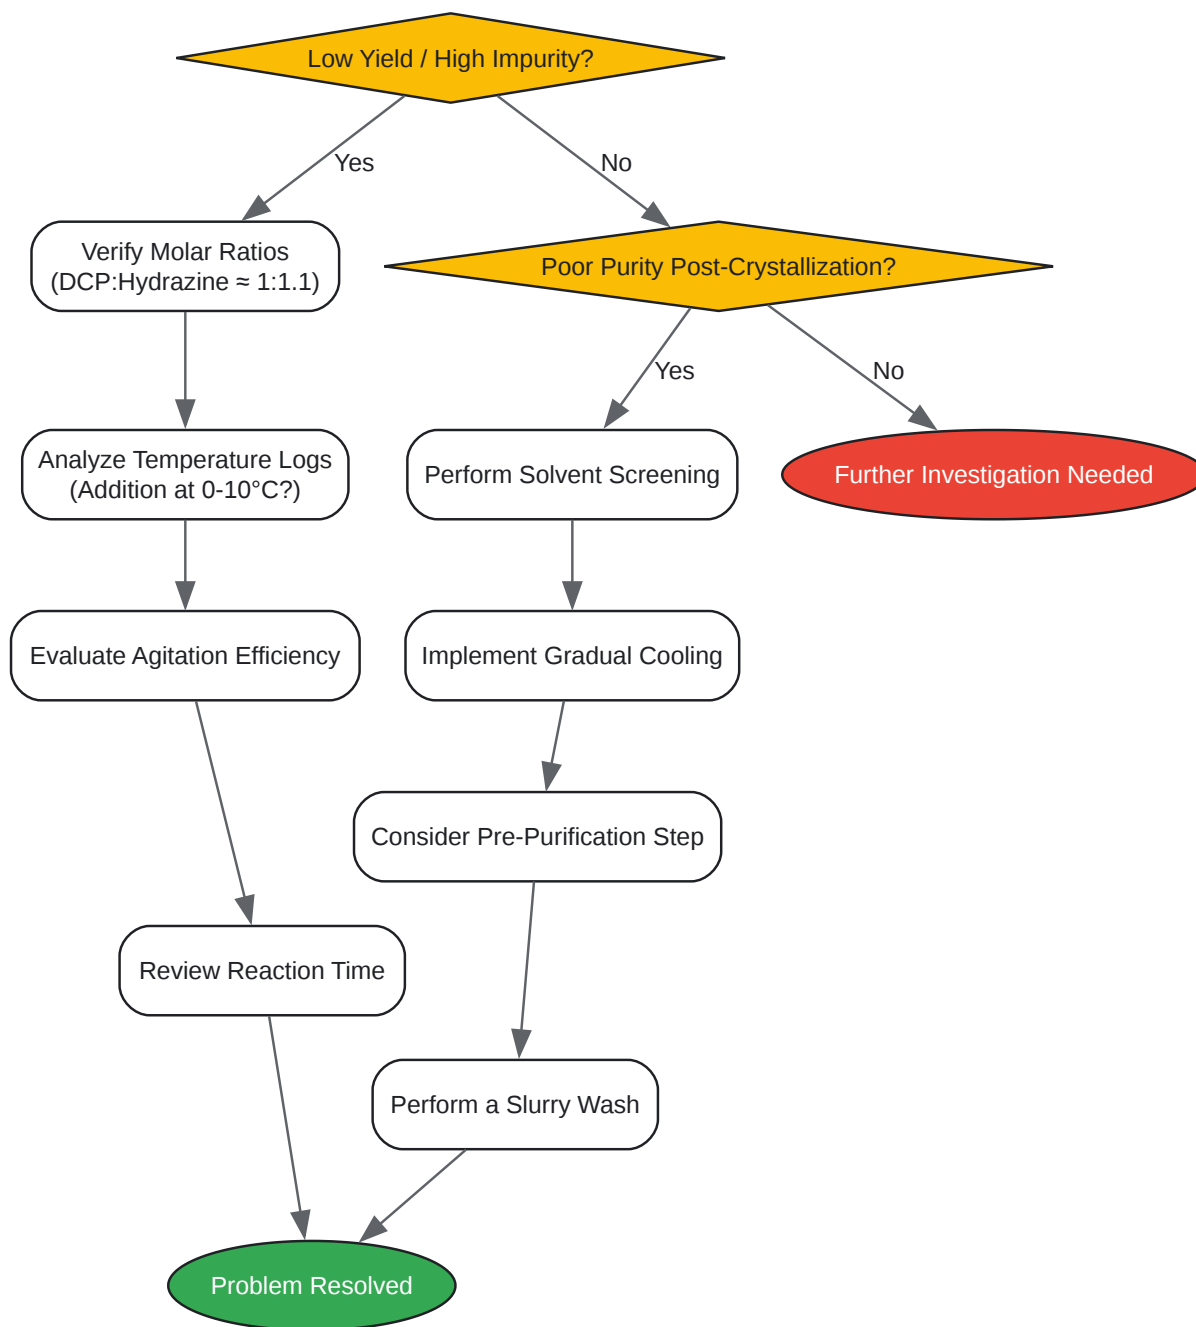 Low Yield / High Impurity?
Yes
No
Verify Molar Ratios
(DCP:Hydrazine ≈ 1:1.1)
Poor Purity Post-Crystallization?
Yes
No
Analyze Temperature Logs
(Addition at 0-10°C?)
Perform Solvent Screening
Further Investigation Needed
Evaluate Agitation Efficiency
Implement Gradual Cooling
Consider Pre-Purification Step
Review Reaction Time
Perform a Slurry Wash
Problem Resolved